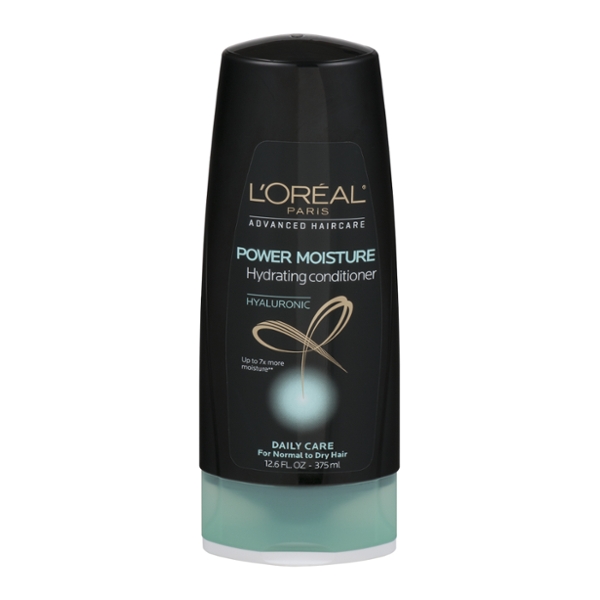 L'ORÉAL®
PARIS
ADVANCED HAIRCARE
POWER MOISTURE
Hydrating conditioner
HYALURONIC
Up to 7x more
moisture**
DAILY CARE
For Normal to Dry Hair
12.6 FL. OZ - 375 ml